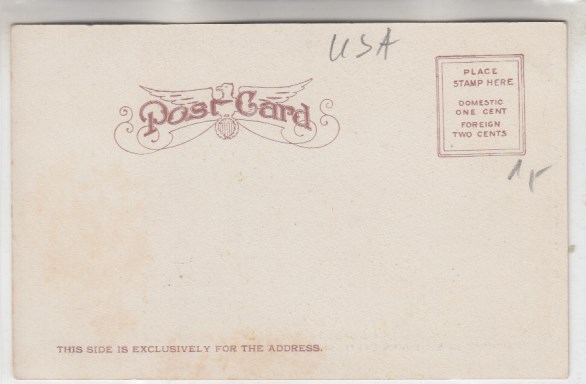 USA
Post Card
PLACE
STAMP HERE
DOMESTIC
ONE CENT
FOREIGN
TWO CENTS
THIS SIDE IS EXCLUSIVELY FOR THE ADDRESS.